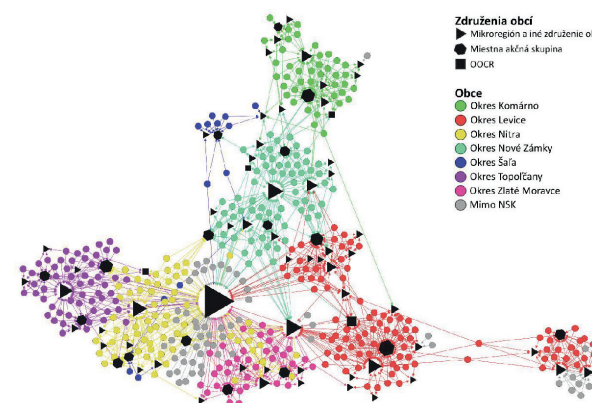 Združenia obcí
Mikroregión a iné združenie
Miestna akčná skupina
OOCR
Obce
Okres Komárno
Okres Levice
Okres Nitra
Okres Nové Zámky
Okres Šaľa
Okres Topoľčany
Okres Zlaté Moravce
Mimo NSK